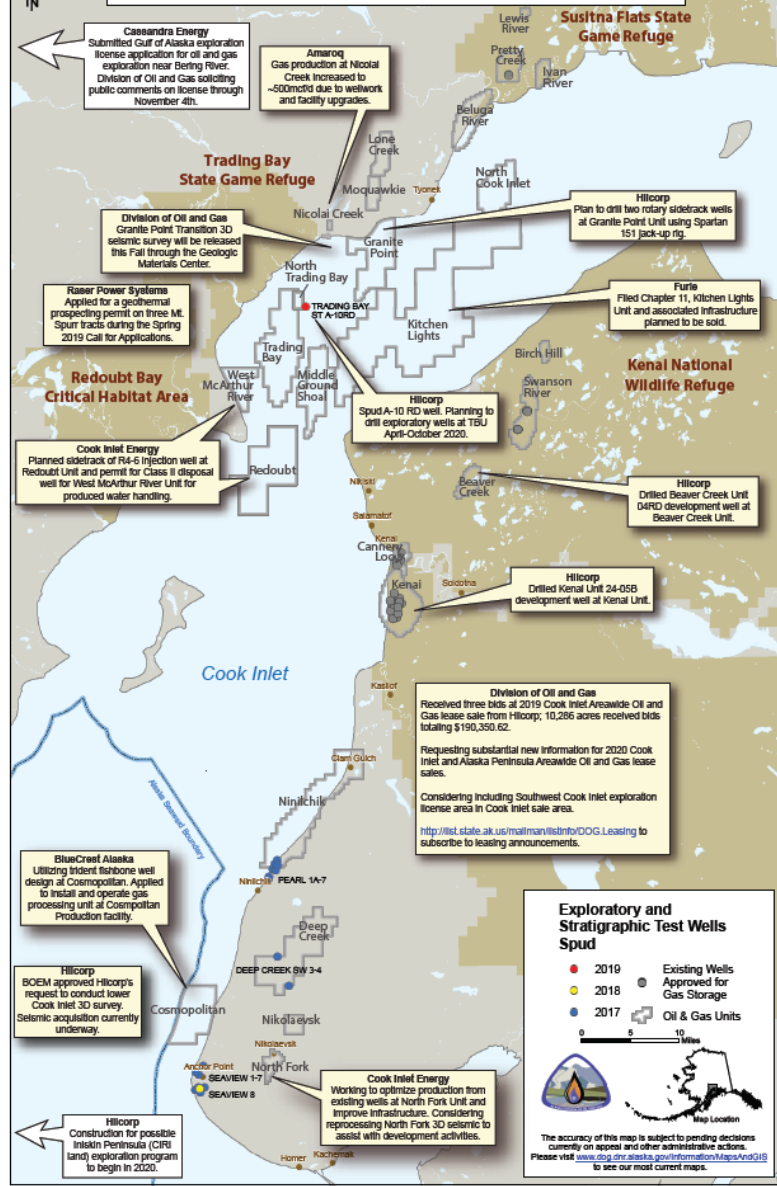 N
Cassandra Energy
Submitted Gulf of Alaska exploration
license application for oil and gas
exploration near Bering River.
Division of Oil and Gas soliciting
public comments on license through
November 4th.
Amaroq
Gas production at Nicolai
Creek increased to
~500mcf/d due to wellwork
and facility upgrades.
Lewis
River
Susitna Flats State
Game Refuge
Pretty
Creek
Ivan
River
Beluga
River
Lone
Creek
Trading Bay
State Game Refuge
Moquawkie
Tyonek
North
Cook Inlet
Nicolai Creek
Division of Oil and Gas
Granite Point Transition 3D
seismic survey will be released
this Fall through the Geologic
Materials Center.
Granite
Point
Hilcorp
Plan to drill two rotary sidetrack wells
at Granite Point Unit using Spartan
151 jack-up rig.
North
Trading Bay
Raser Power Systems
Applied for a geothermal
prospecting permit on three Mt.
Spurr tracts during the Spring
2019 Call for Applications.
TRADING BAY
ST A-10RD
Furie
Filed Chapter 11, Kitchen Lights
Unit and associated infrastructure
planned to be sold.
Kitchen
Lights
Trading
Bay
Birch Hill
Kenai National
Wildlife Refuge
Redoubt Bay
Critical Habitat Area
West
McArthur
River
Middle
Ground
Shoal
Swanson
River
Hilcorp
Spud A-10 RD well. Planning to
drill exploratory wells at TBU
April-October 2020.
Cook Inlet Energy
Planned sidetrack of R4-6 injection well at
Redoubt Unit and permit for Class II disposal
well for West McArthur River Unit for
produced water handling.
Redoubt
Nikiski
Beaver
Creek
Hilcorp
Drilled Beaver Creek Unit
04RD development well at
Beaver Creek Unit.
Salamatof
Kenai
Cannery
Loop
Kenai
Soldotna
Hilcorp
Drilled Kenai Unit 24-05B
development well at Kenai Unit.
Cook Inlet
Kasilof
Division of Oil and Gas
Received three bids at 2019 Cook Inlet Areawide Oil and
Gas lease sale from Hilcorp; 10,286 acres received bids
totaling $190,350.62.
Requesting substantial new information for 2020 Cook
Inlet and Alaska Peninsula Areawide Oil and Gas lease
sales.
Considering including Southwest Cook Inlet exploration
license area in Cook Inlet sale area.
http://list.state.ak.us/mailman/listinfo/DOG.Leasing to
subscribe to leasing announcements.
Clam Gulch
Alaska Seaward Boundary
Ninilchik
BlueCrest Alaska
Utilizing trident fishbone well
design at Cosmopolitan. Applied
to install and operate gas
processing unit at Cosmpolitan
Production facility.
Ninilchik
PEARL 1A-7
Deep
Creek
DEEP CREEK SW 3-4
Hilcorp
BOEM approved Hilcorp's
request to conduct lower
Cook Inlet 3D survey.
Seismic acquisition currently
underway.
Cosmopolitan
Nikolaevsk
Nikolaevsk
North Fork
Anchor Point
SEAVIEW 1-7
SEAVIEW 8
Cook Inlet Energy
Working to optimize production from
existing wells at North Fork Unit and
improve infrastructure. Considering
reprocessing North Fork 3D seismic to
assist with development activities.
Hilcorp
Construction for possible
Iniskin Peninsula (CIRI
land) exploration program
to begin in 2020.
Homer
Kachemak
Exploratory and
Stratigraphic Test Wells
Spud
2019
2018
2017
Existing Wells
Approved for
Gas Storage
Oil & Gas Units
0 5 10
Miles
Map Location
The accuracy of this map is subject to pending decisions
currently on appeal and other administrative actions.
Please visit www.dog.dnr.alaska.gov/Information/MapsAndGIS
to see our most current maps.